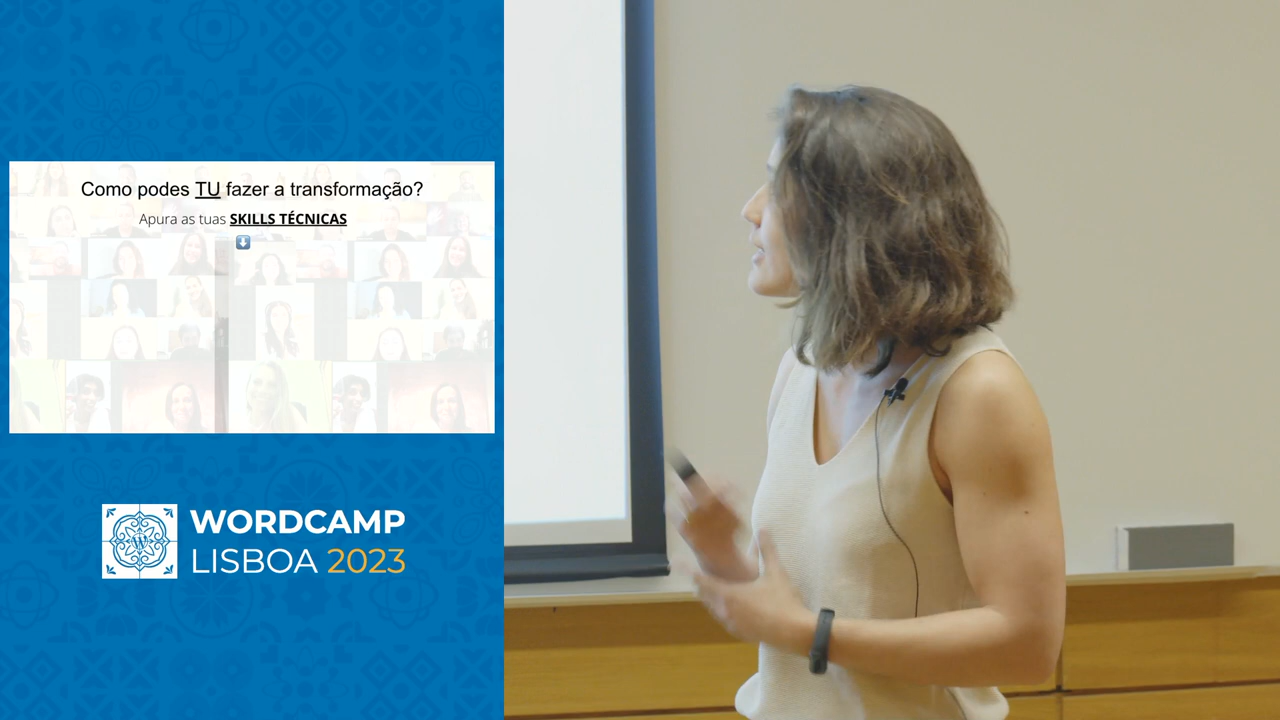 Como podes TU fazer a transformação?
Apura as tuas SKILLS TÉCNICAS
WORDCAMP
LISBOA 2023